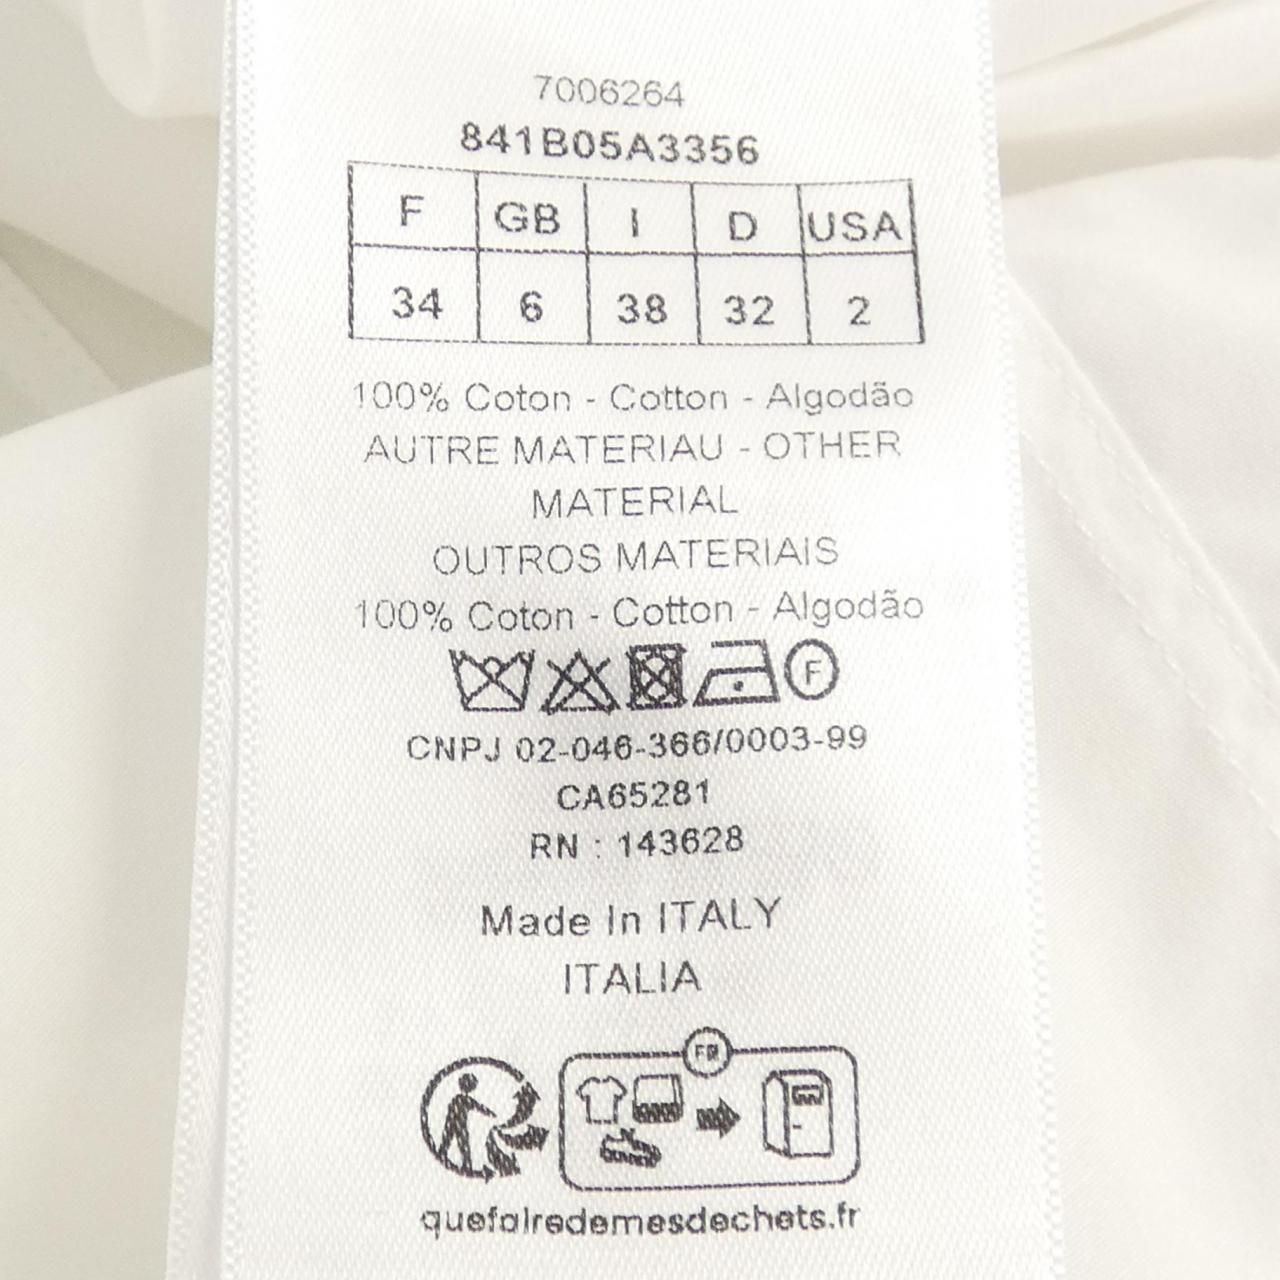 7006264
841B05A3356
F GB I D USA
34 6 38 32 2
100% Coton - Cotton - Algodão
AUTRE MATERIAU - OTHER
MATERIAL
OUTROS MATERIAIS
100% Coton - Cotton - Algodão
F
CNPJ 02-046-366/0003-99
CA65281
RN : 143628
Made In ITALY
ITALIA
FR
quefairedemesdechets.fr